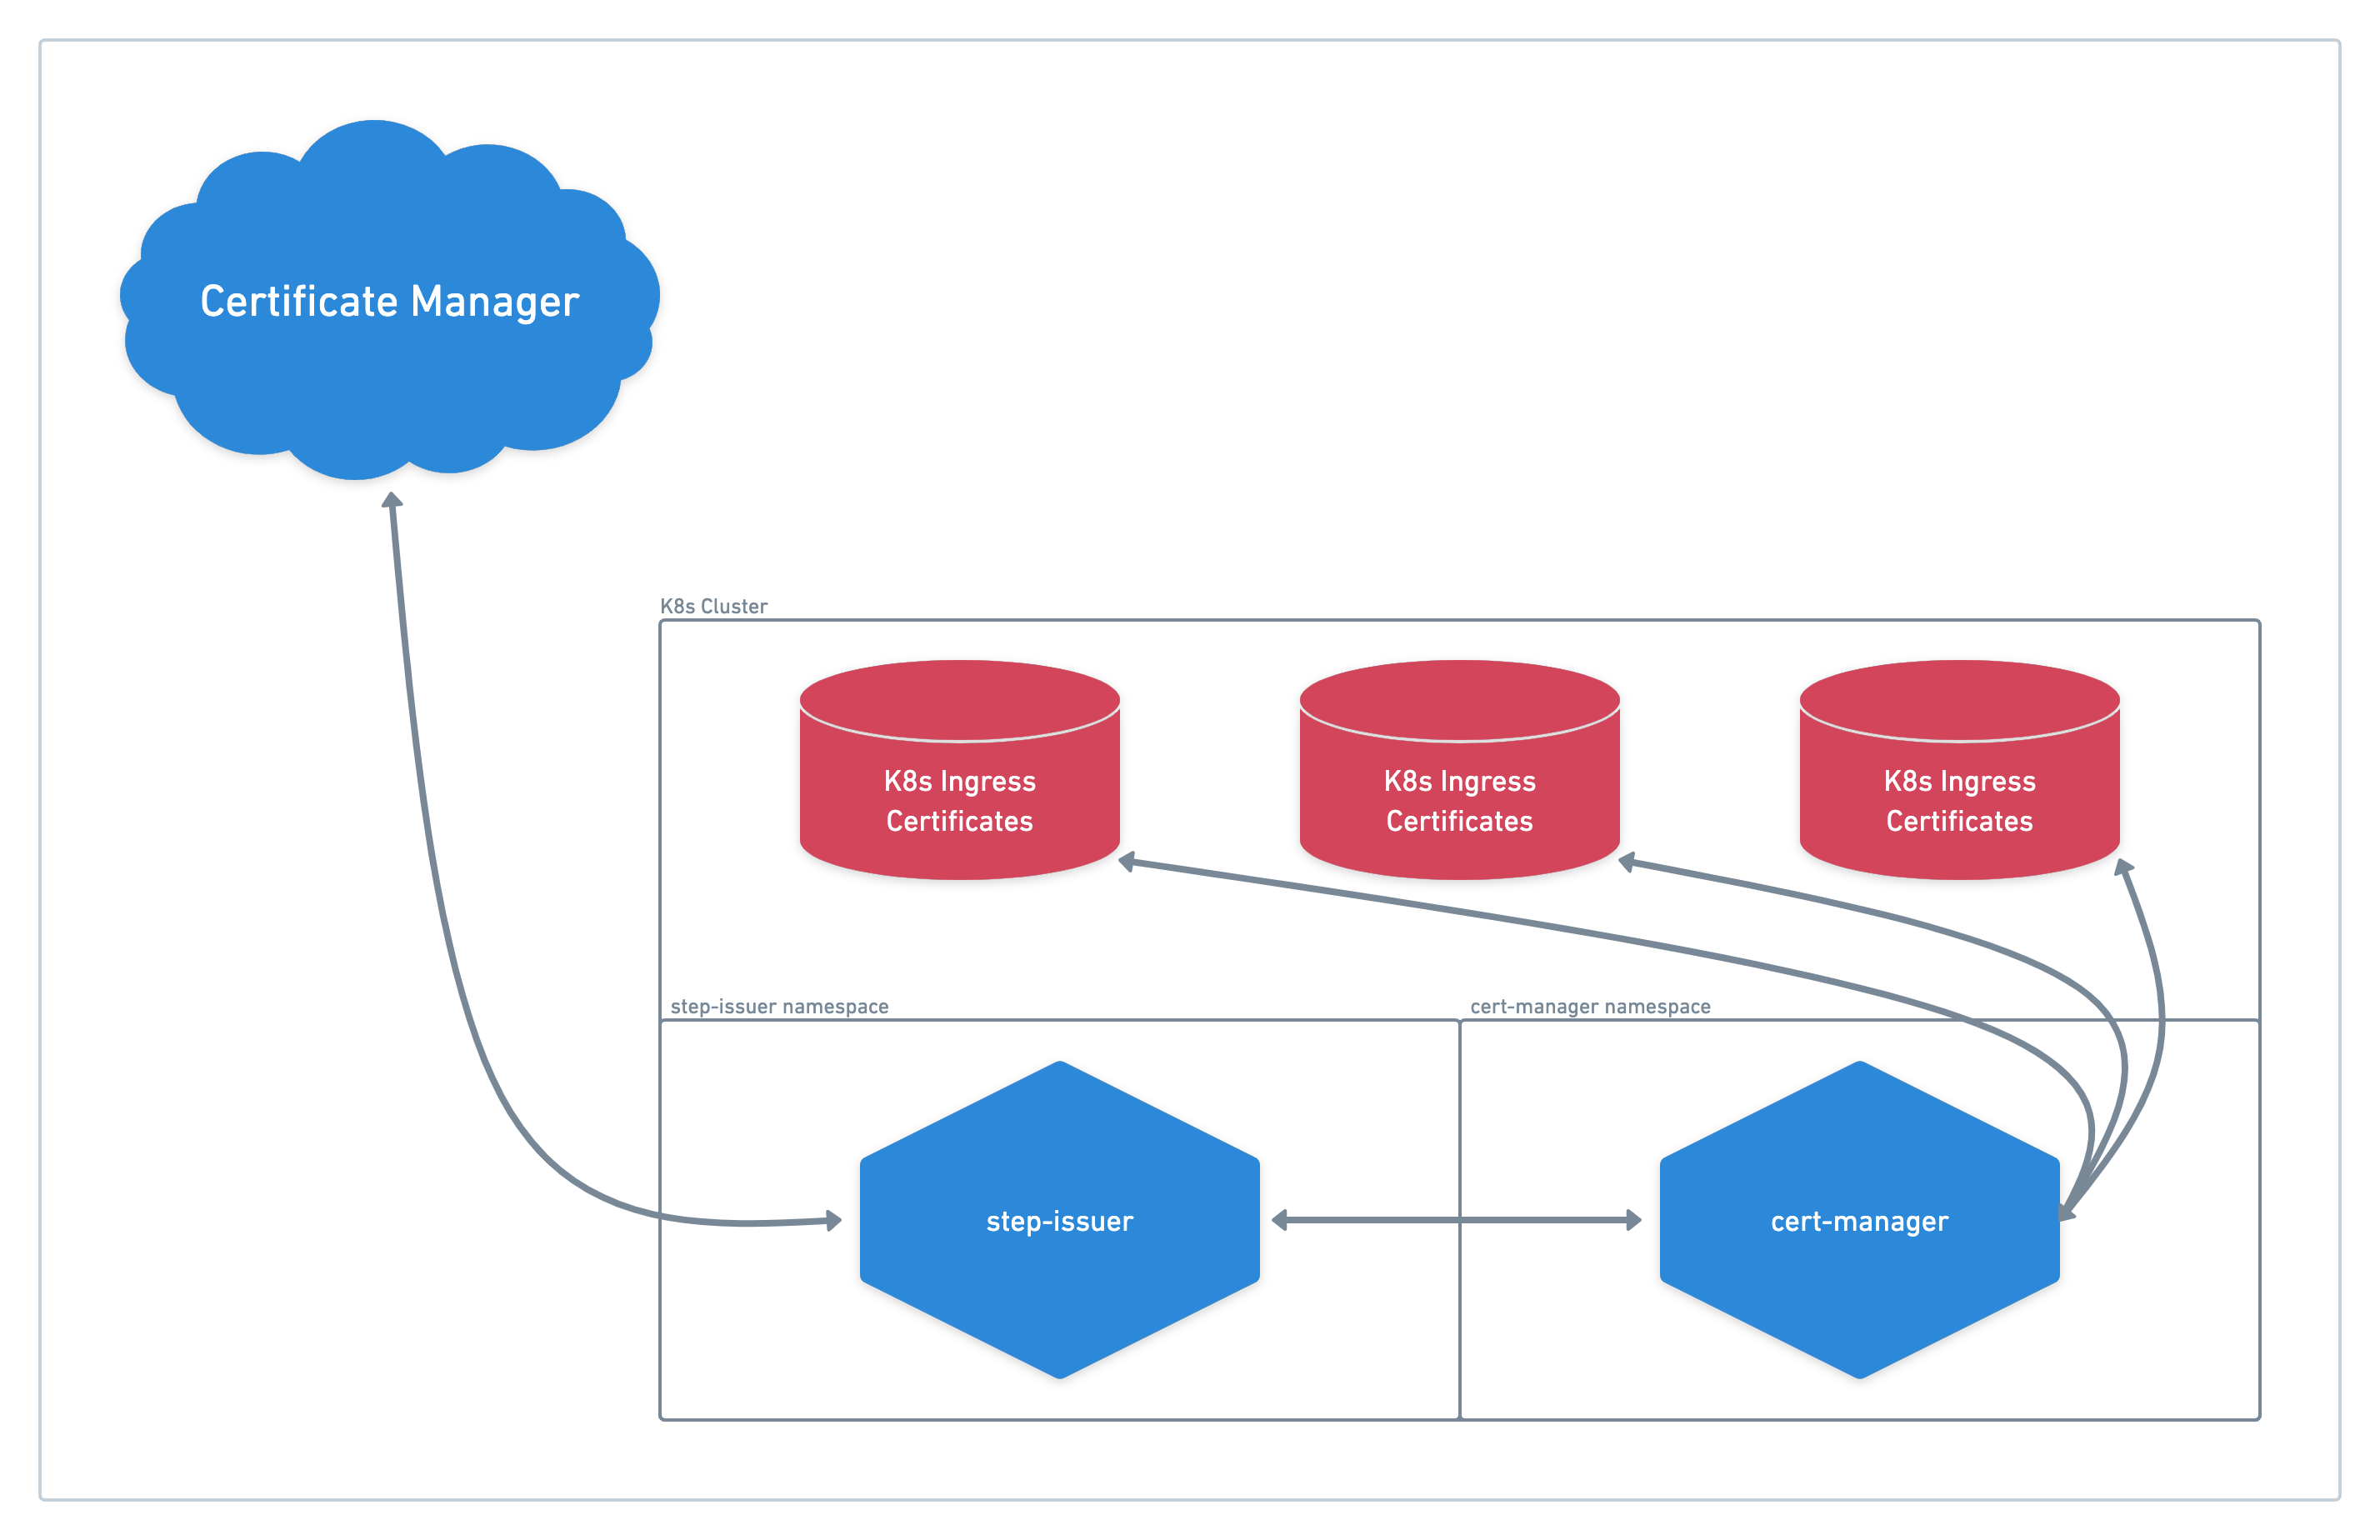 Certificate Manager
K8s Cluster
K8s Ingress
Certificates
K8s Ingress
Certificates
K8s Ingress
Certificates
step-issuer namespace
cert-manager namespace
step-issuer
cert-manager